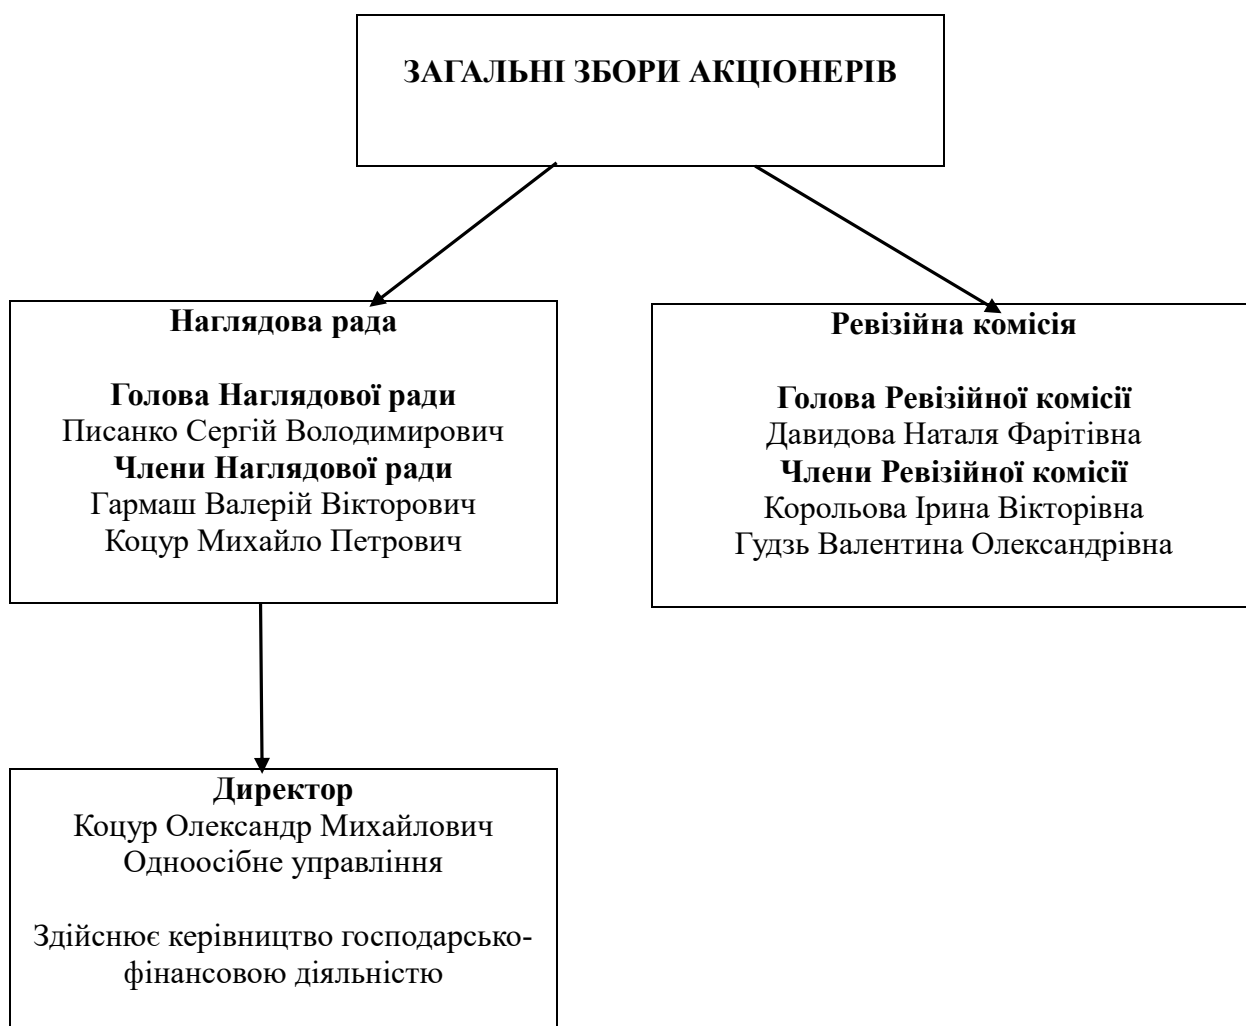 ЗАГАЛЬНІ ЗБОРИ АКЦІОНЕРІВ
Наглядова рада
Голова Наглядової ради
Писанко Сергій Володимирович
Члени Наглядової ради
Гармаш Валерій Вікторович
Коцур Михайло Петрович
Ревізійна комісія
Голова Ревізійної комісії
Давидова Наталя Фарітівна
Члени Ревізійної комісії
Корольова Ірина Вікторівна
Гудзь Валентина Олександрівна
Директор
Коцур Олександр Михайлович
Одноосібне управління
Здійснює керівництво господарсько-
фінансовою діяльністю